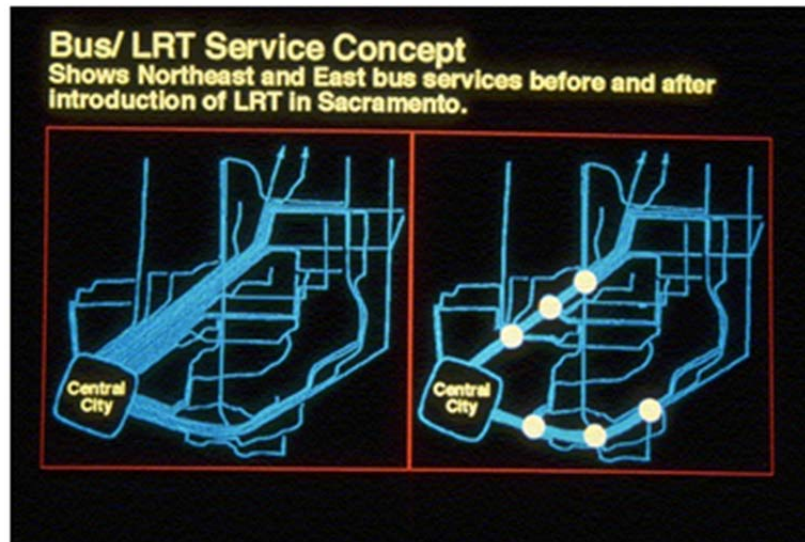 Bus/ LRT Service Concept
Shows Northeast and East bus services before and after
introduction of LRT in Sacramento.
Central
City
Central
City